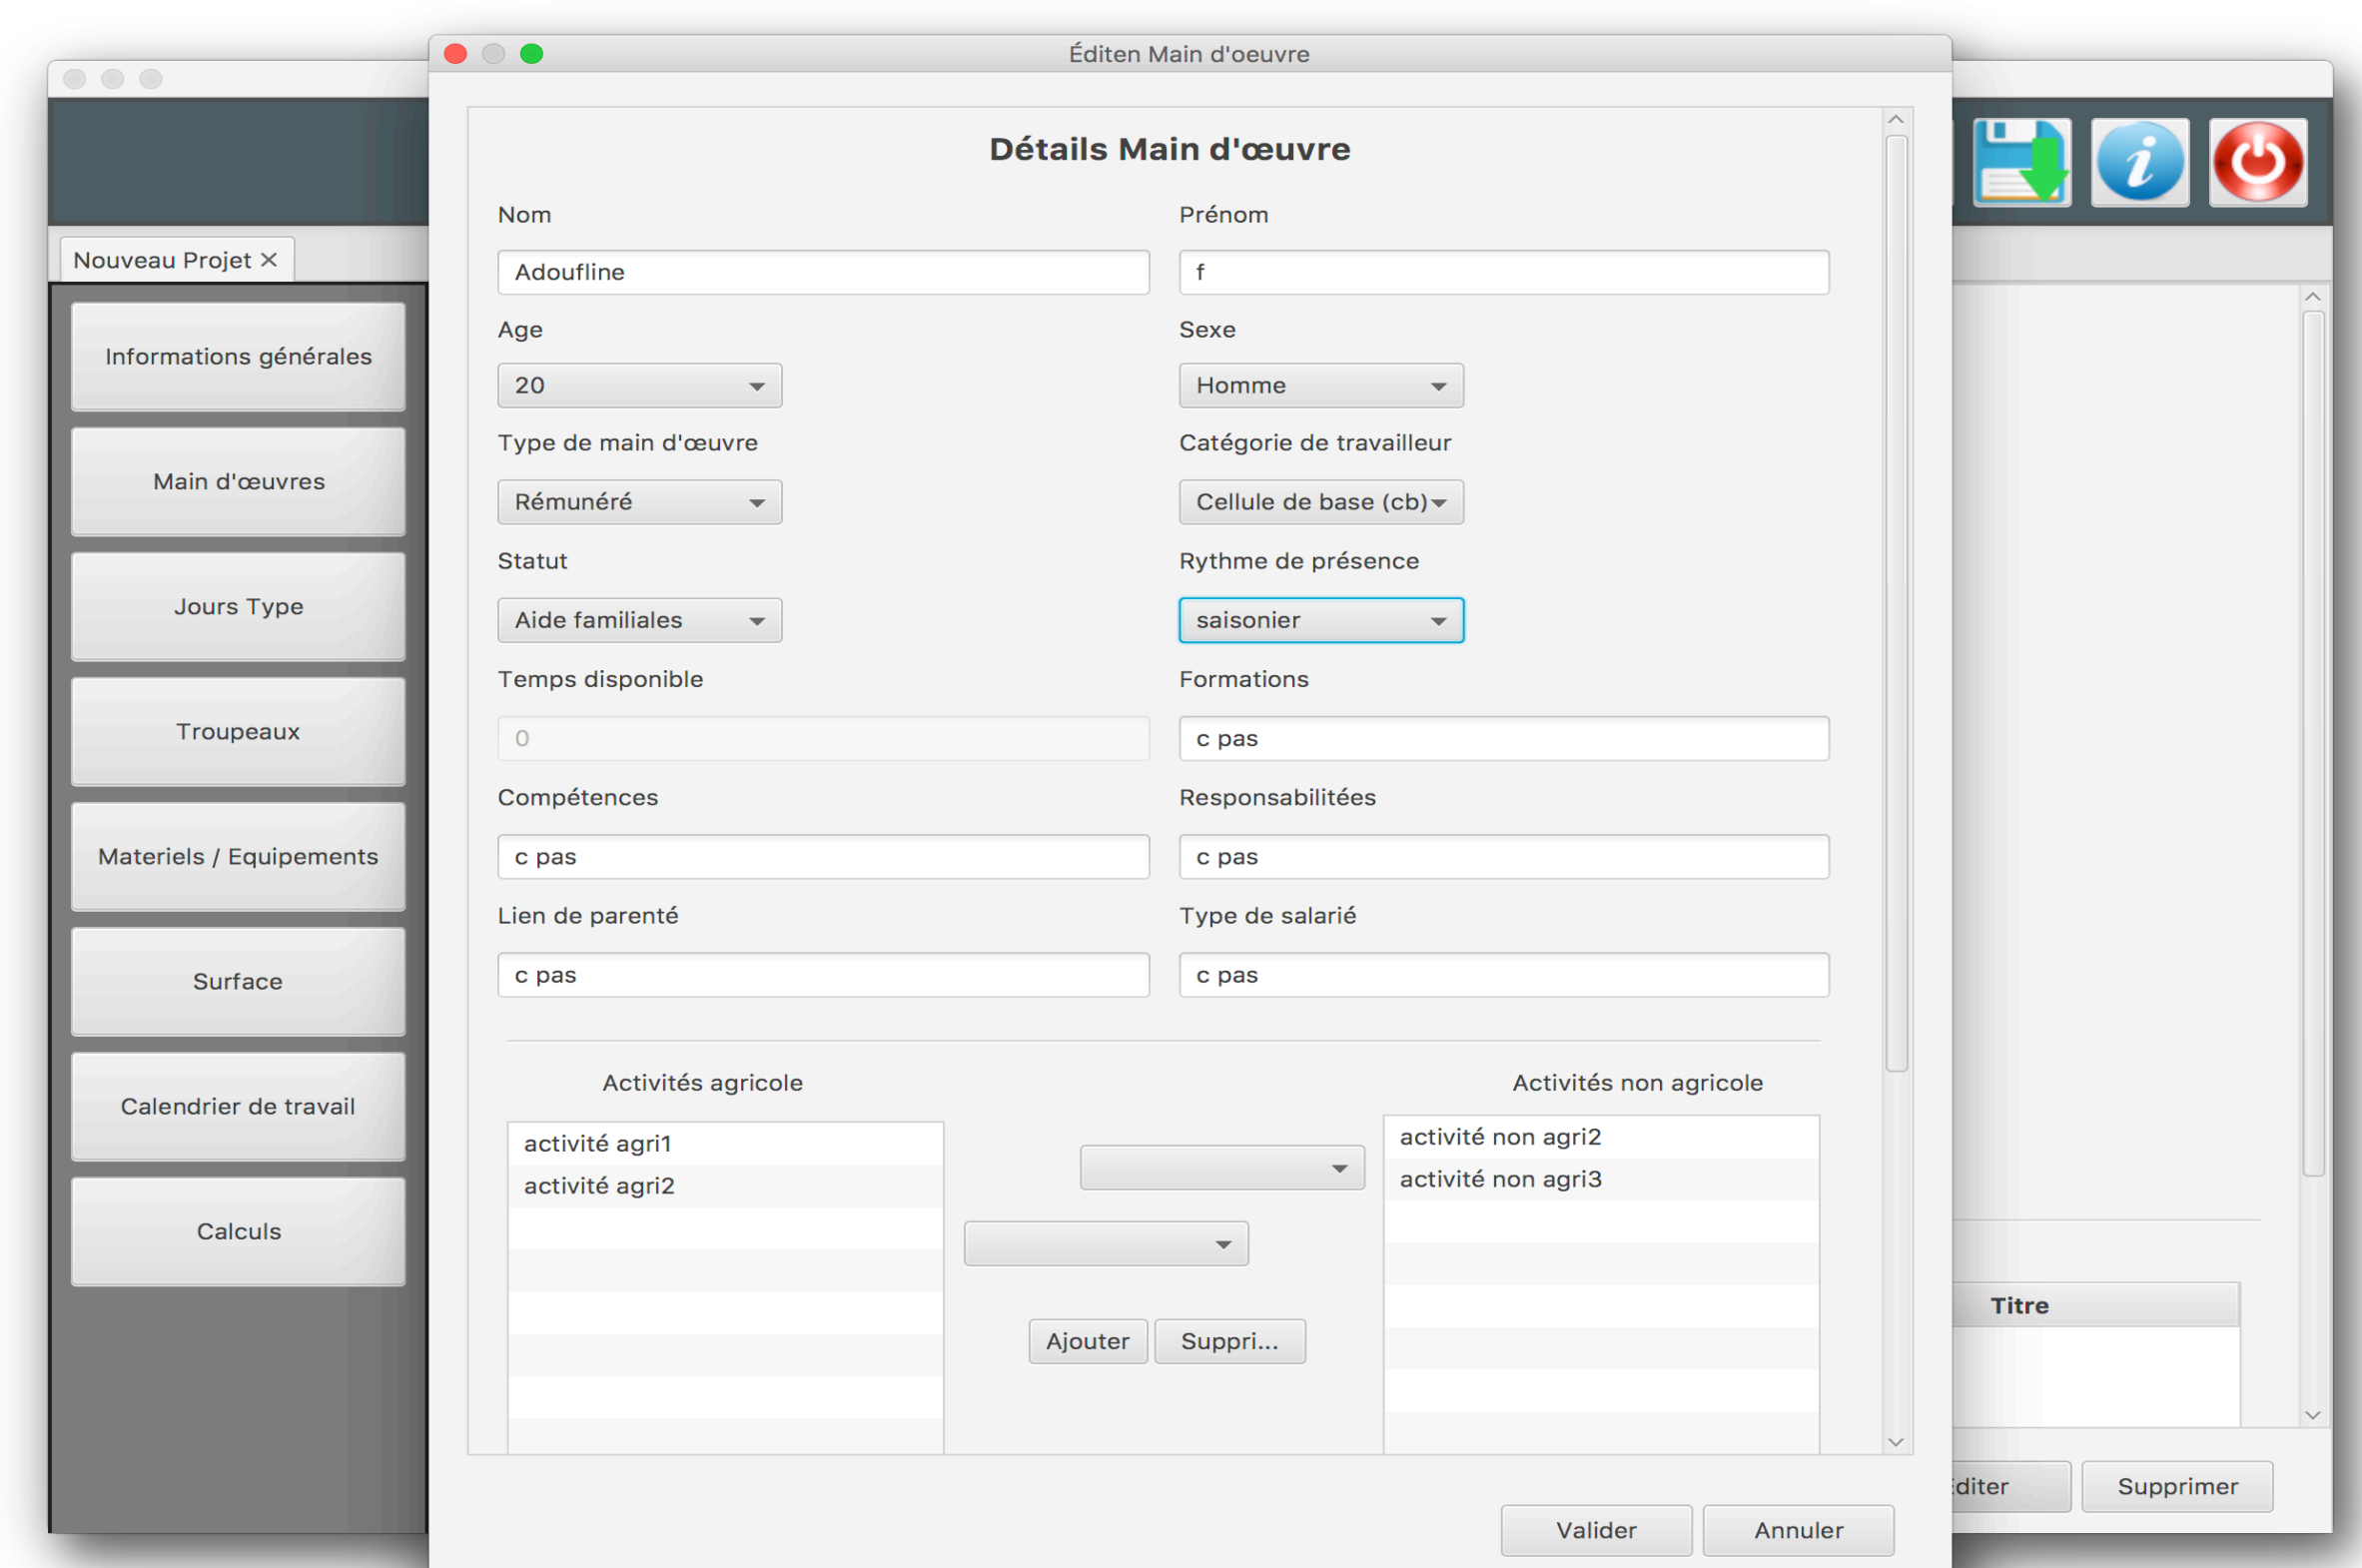 Éditen Main d'oeuvre
Nouveau Projet
Informations générales
Main d'œuvres
Jours Type
Troupeaux
Materiels / Equipements
Surface
Calendrier de travail
Calculs
Détails Main d'œuvre
Nom Prénom
Adoufline f
Age Sexe
20 Homme
Type de main d'œuvre Catégorie de travailleur
Rémunéré Cellule de base (cb)
Statut Rythme de présence
Aide familiales saisonier
Temps disponible Formations
0 c pas
Compétences Responsabilitées
c pas c pas
Lien de parenté Type de salarié
c pas c pas
Activités agricole Activités non agricole
activité agri1 activité non agri2
activité agri2 activité non agri3
Ajouter Suppri...
Valider Annuler
Titre
diter Supprimer